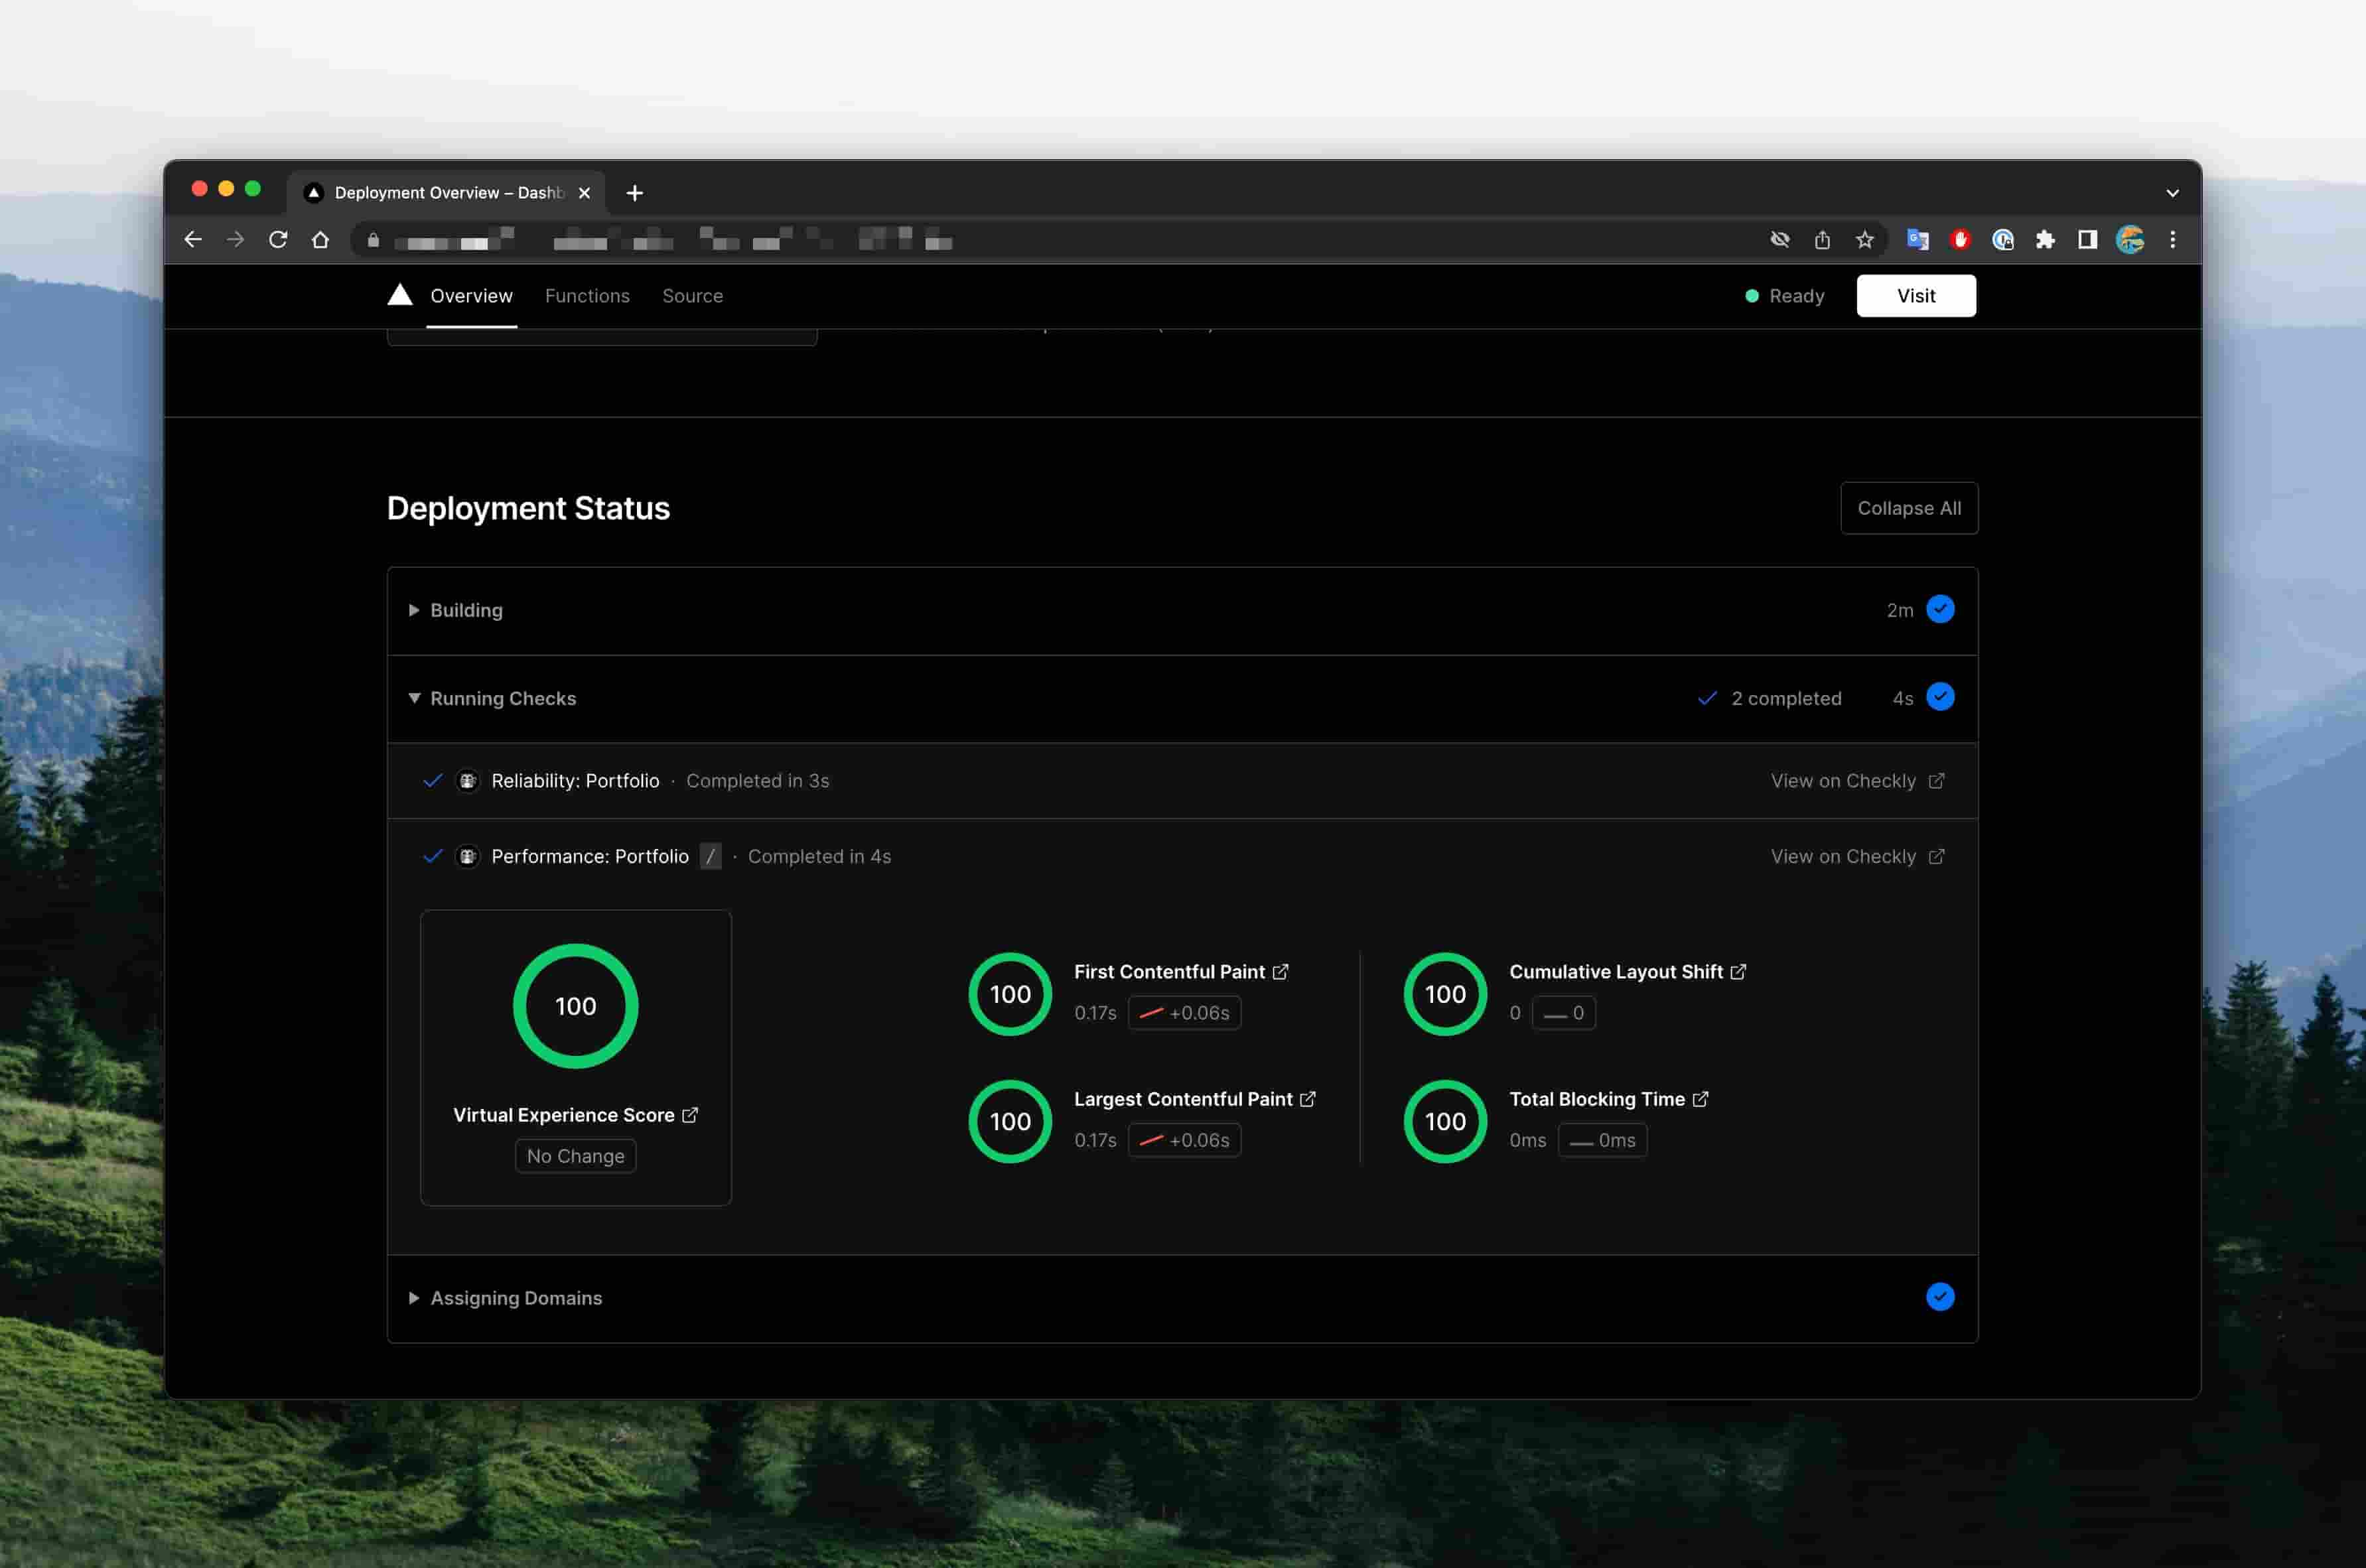 Deployment Overview – Dashb
Overview Functions Source
Ready Visit
Deployment Status
Collapse All
Building
2m
Running Checks
2 completed 4s
Reliability: Portfolio · Completed in 3s
View on Checkly
Performance: Portfolio / · Completed in 4s
View on Checkly
100
Virtual Experience Score
No Change
100
First Contentful Paint
0.17s +0.06s
100
Largest Contentful Paint
0.17s +0.06s
100
Cumulative Layout Shift
0 0
100
Total Blocking Time
0ms 0ms
Assigning Domains